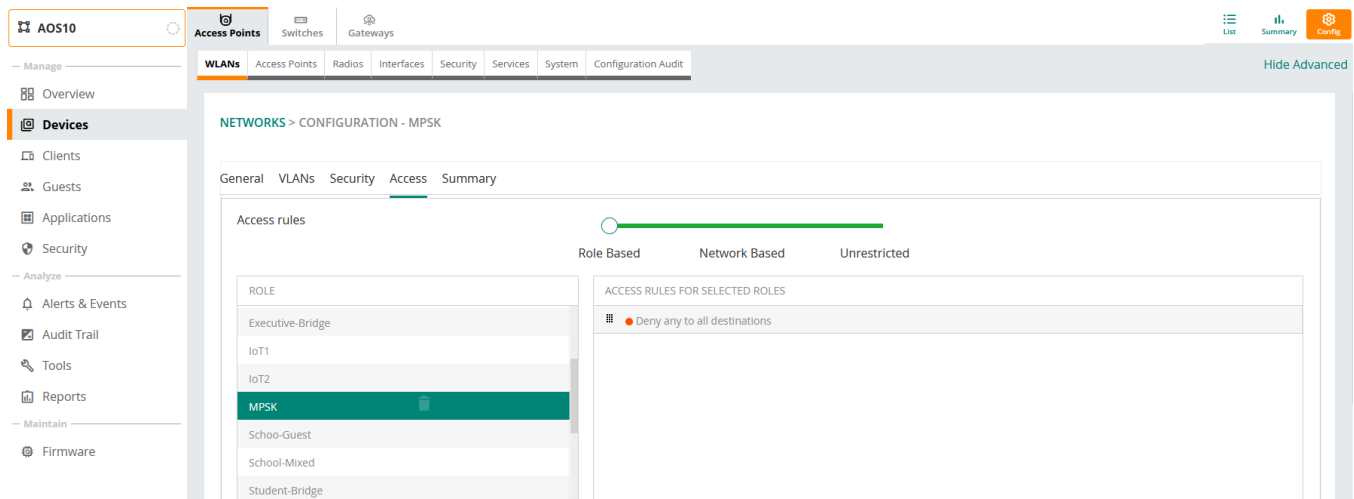 AOS10
Access Points
Switches
Gateways
List
Summary
Config
WLANs
Access Points
Radios
Interfaces
Security
Services
System
Configuration Audit
Hide Advanced
Manage
Overview
Devices
Clients
Guests
Applications
Security
Analyze
Alerts & Events
Audit Trail
Tools
Reports
Maintain
Firmware
NETWORKS > CONFIGURATION - MPSK
General
VLANs
Security
Access
Summary
Access rules
Role Based
Network Based
Unrestricted
ROLE
Executive-Bridge
IoT1
IoT2
MPSK
Schoo-Guest
School-Mixed
Student-Bridge
ACCESS RULES FOR SELECTED ROLES
Deny any to all destinations